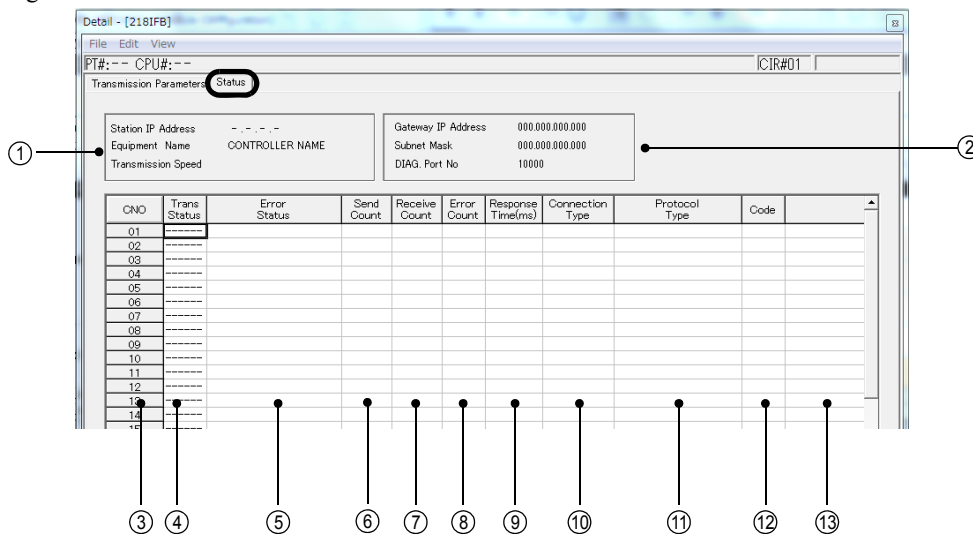 Detail - [218IFB]
File Edit View
PT#:-- CPU#:-- CIR#01
Transmission Parameters Status
Station IP Address - . - . - . -
Equipment Name CONTROLLER NAME
Transmission Speed
Gateway IP Address 000.000.000.000
Subnet Mask 000.000.000.000
DIAG. Port No 10000
① ②
CNO Trans Status Error Status Send Count Receive Count Error Count Response Time(ms) Connection Type Protocol Type Code
01 ------
02 ------
03 ------
04 ------
05 ------
06 ------
07 ------
08 ------
09 ------
10 ------
11 ------
12 ------
13 ------
14 ------
15 ------
③ ④ ⑤ ⑥ ⑦ ⑧ ⑨ ⑩ ⑪ ⑫ ⑬